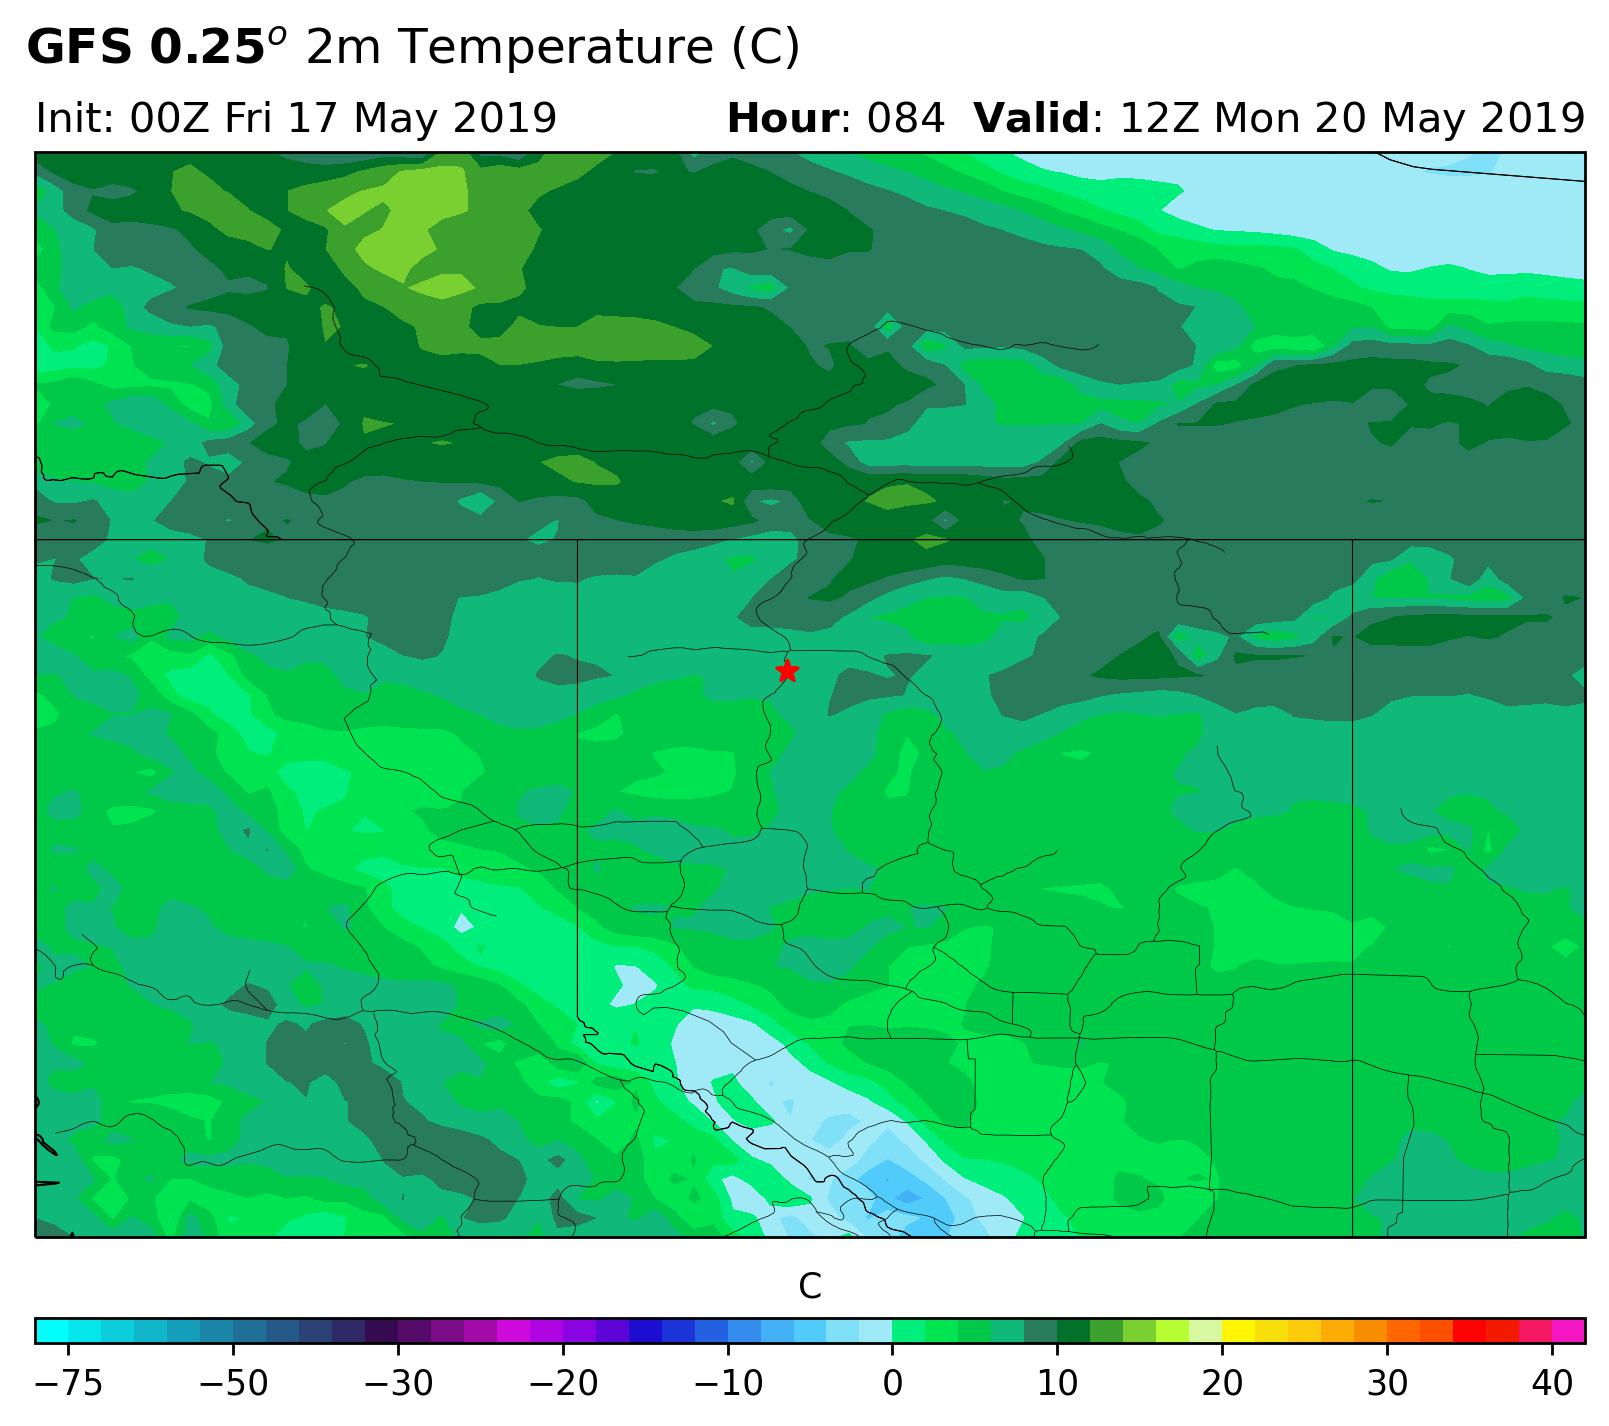 GFS 0.25° 2m Temperature (C)
Init: 00Z Fri 17 May 2019 Hour: 084 Valid: 12Z Mon 20 May 2019
C
−75 −50 −30 −20 −10 0 10 20 30 40